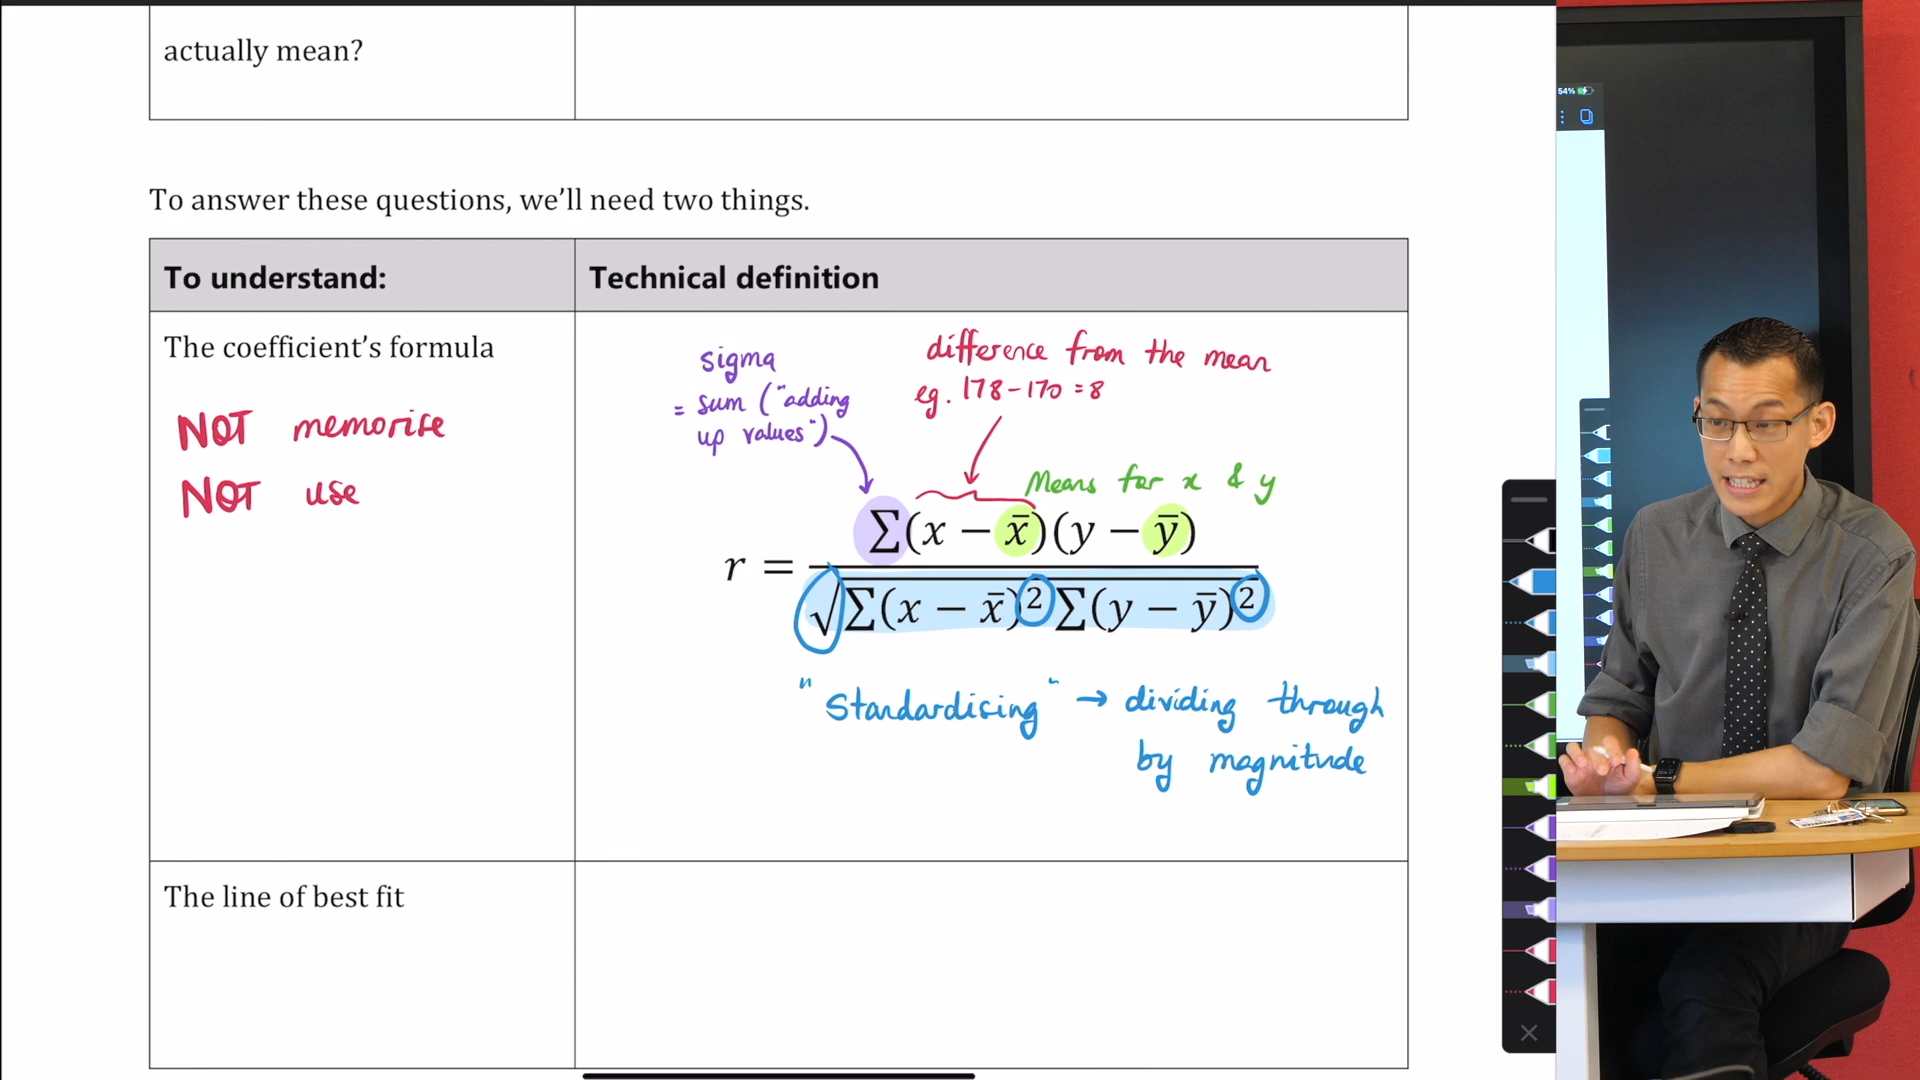 actually mean?
To answer these questions, we'll need two things.
To understand:
Technical definition
The coefficient's formula
NOT memorise
NOT use
sigma
= sum ("adding
up values")
difference from the mean
eg. 178-170 = 8
Means for x & y
r = Σ(x − x̄)(y − ȳ)
√Σ(x − x̄)² Σ(y − ȳ)²
"Standardising" → dividing through
by magnitude
The line of best fit
54%